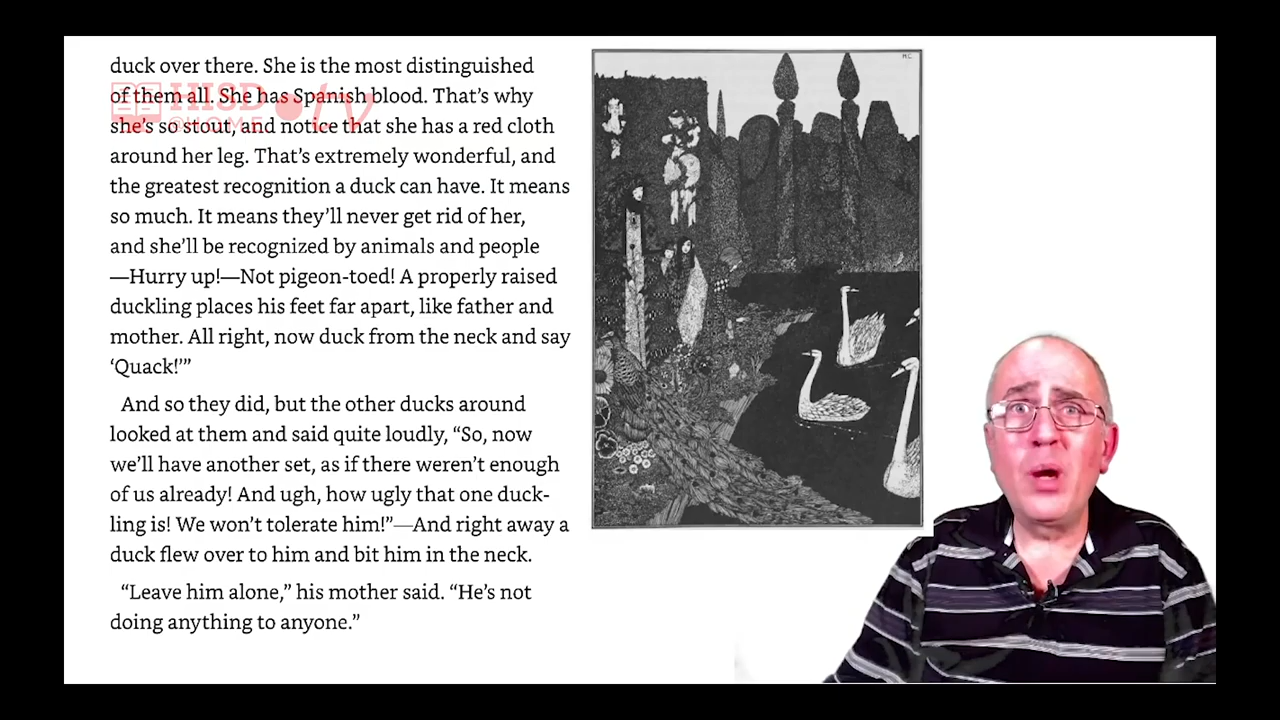 duck over there. She is the most distinguished
of them all. She has Spanish blood. That’s why
she’s so stout, and notice that she has a red cloth
around her leg. That’s extremely wonderful, and
the greatest recognition a duck can have. It means
so much. It means they’ll never get rid of her,
and she’ll be recognized by animals and people
—Hurry up!—Not pigeon-toed! A properly raised
duckling places his feet far apart, like father and
mother. All right, now duck from the neck and say
‘Quack!’”
And so they did, but the other ducks around
looked at them and said quite loudly, “So, now
we’ll have another set, as if there weren’t enough
of us already! And ugh, how ugly that one duck-
ling is! We won’t tolerate him!”—And right away a
duck flew over to him and bit him in the neck.
“Leave him alone,” his mother said. “He’s not
doing anything to anyone.”
HISD
@HOME
tv
HC